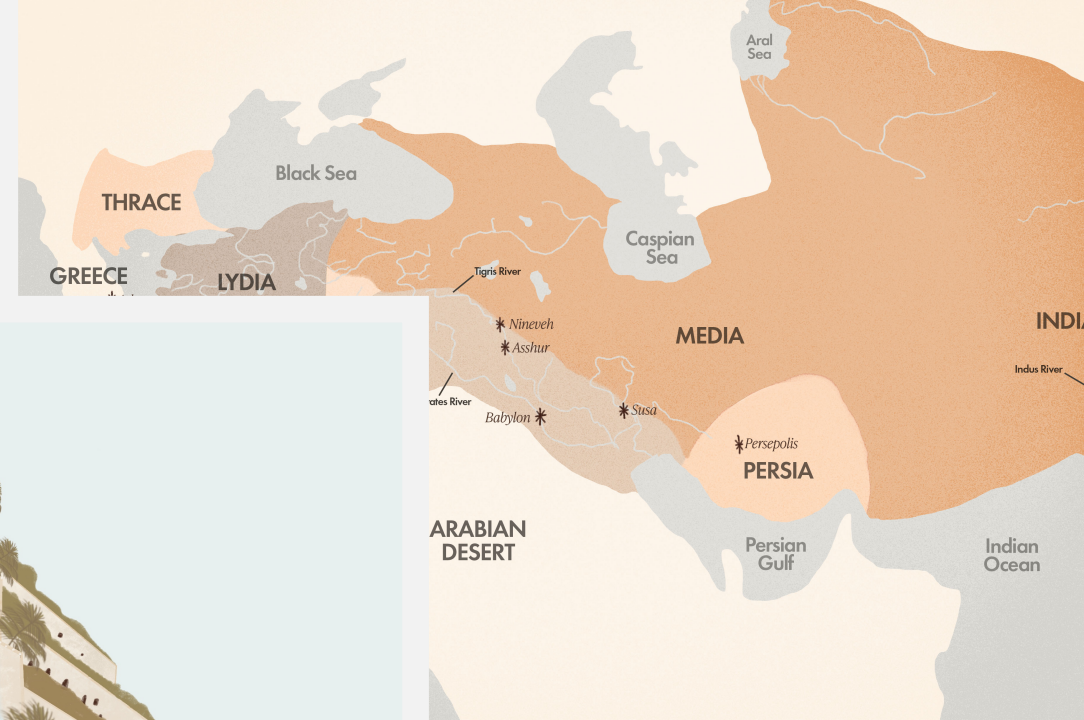 Aral
Sea
Black Sea
THRACE
Caspian
Sea
GREECE
LYDIA
Tigris River
Nineveh
MEDIA
Asshur
Indus River
River
Babylon
Susa
Persepolis
PERSIA
ARABIAN
DESERT
Persian
Gulf
Indian
Ocean